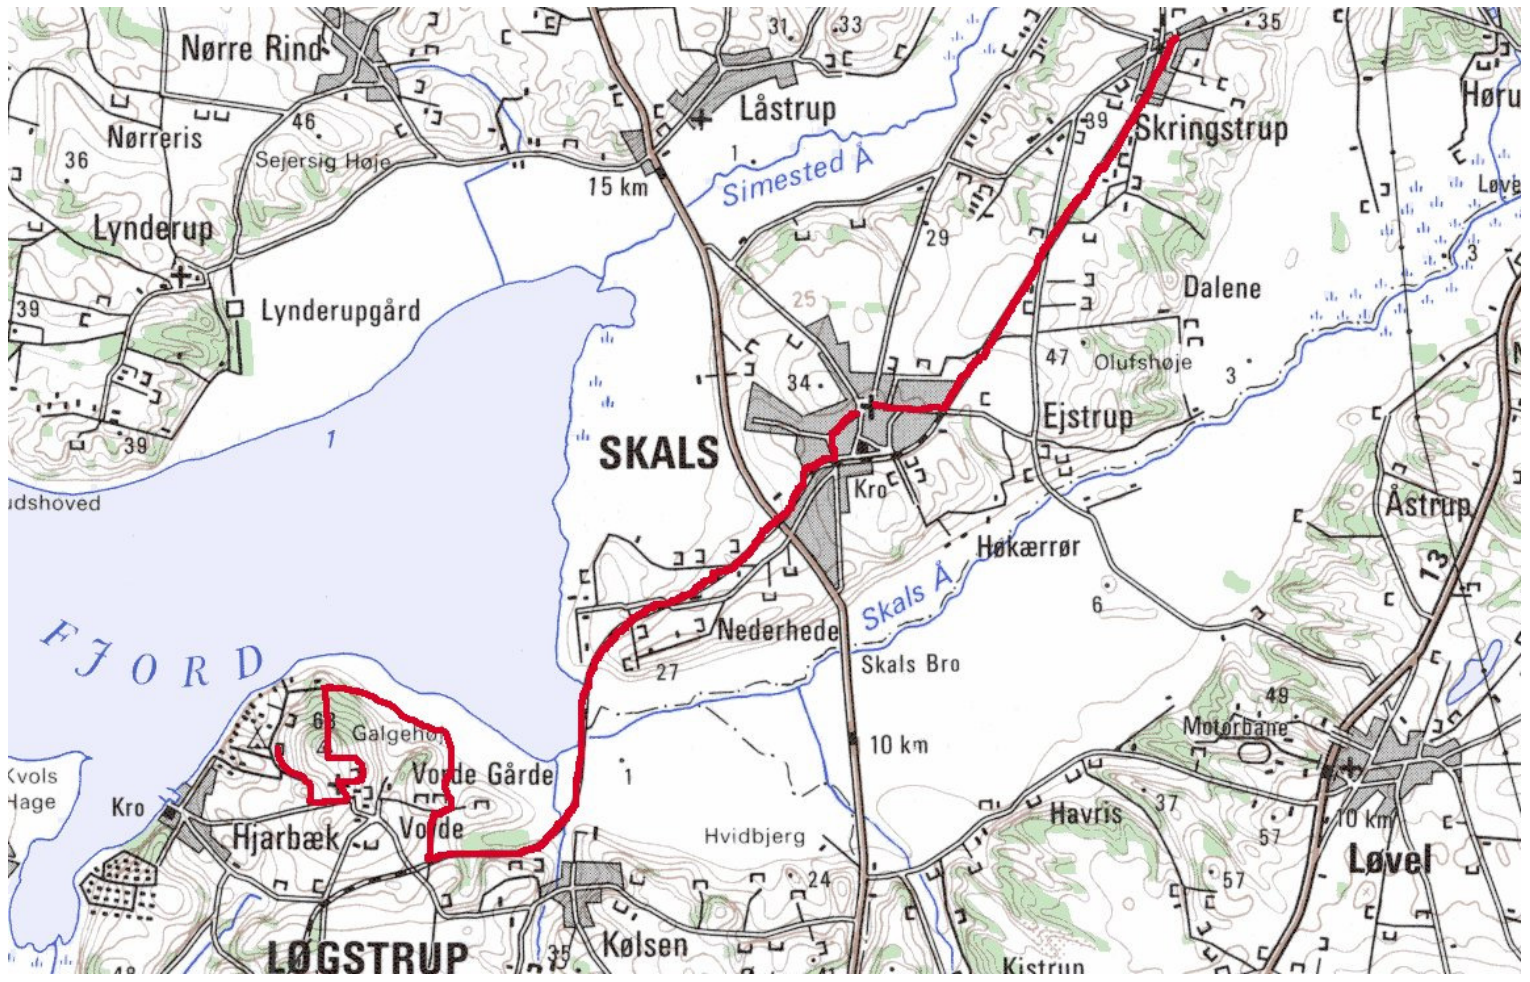 Nørre Rind
31
33
35
Låstrup
Høru
46
Nørreris
39
Skringstrup
Sejersig Høje
1
36
15 km
Simested Å
Løve
Lynderup
29
3
Dalene
39
Lynderupgård
25
47
Olufshøje
34
3
Ejstrup
39
1
SKALS
Kro
Åstrup
udshoved
Høkærrør
13
Skals Å
6
Nederhede
FJORD
27
Skals Bro
49
Motorbane
Galgehøj
10 km
Vorde Gårde
1
Kvols
Hage
Kro
37
Havris
Hjarbæk
Vorde
Hvidbjerg
57
10 km
Løvel
24
57
Kølsen
LØGSTRUP
35
48
41
Kistrup